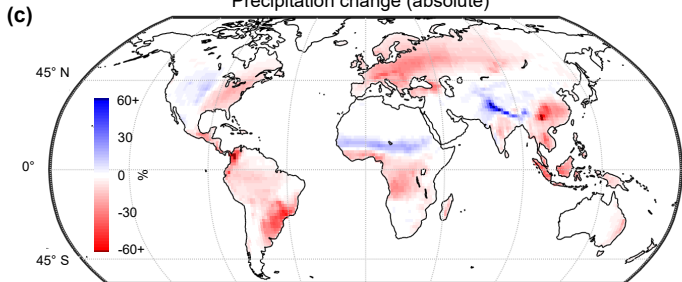 Precipitation change (absolute)
(c)
45° N
60+
30
0°
0
%
-30
-60+
45° S